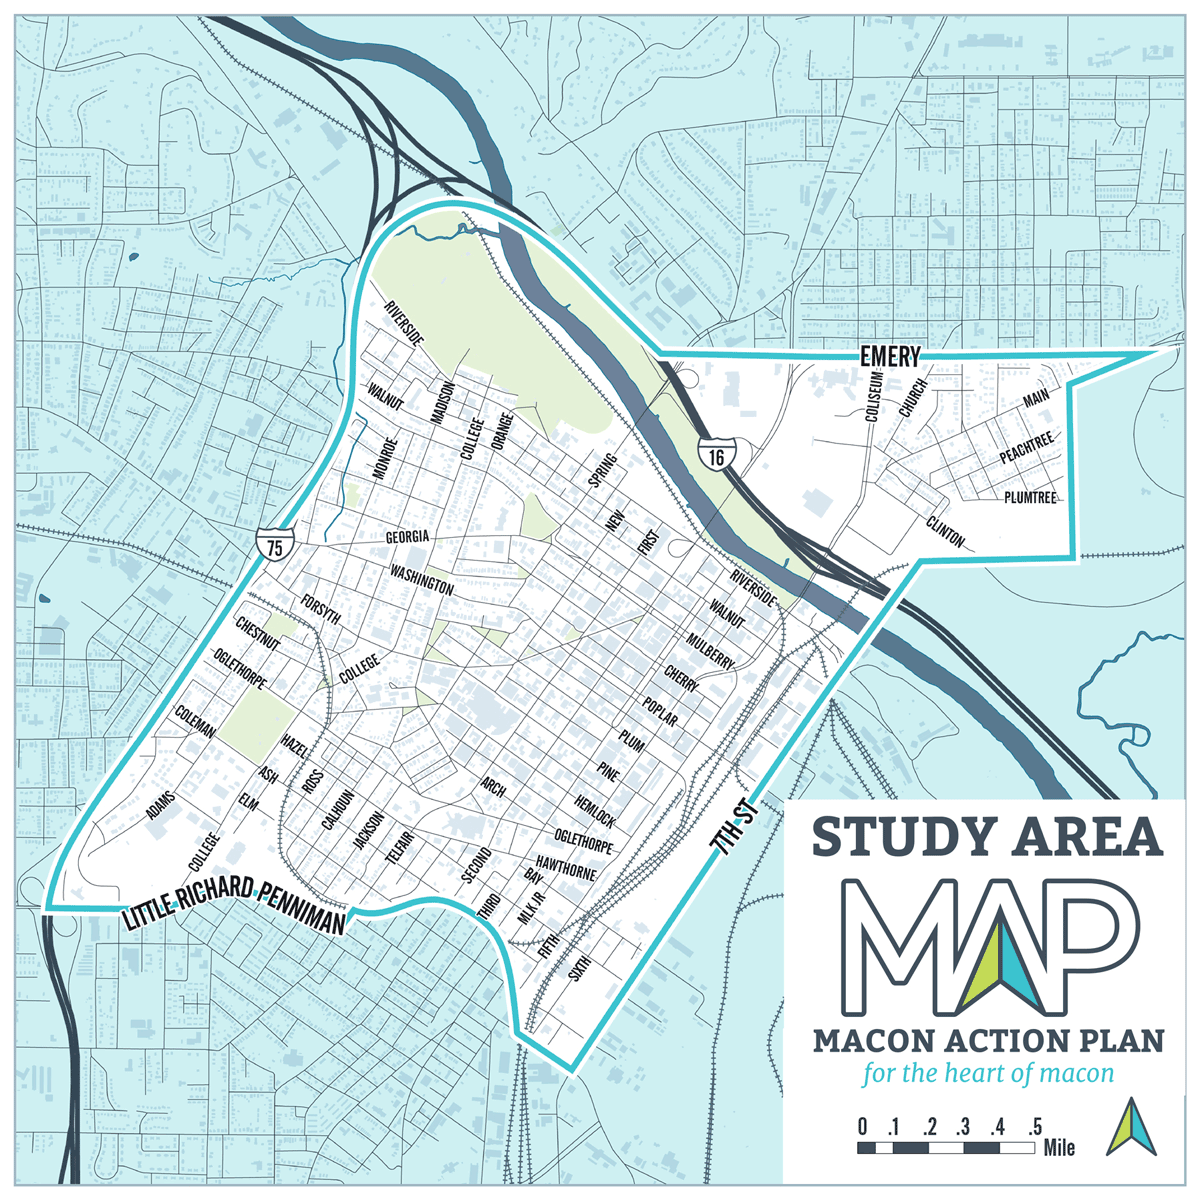 EMERY
RIVERSIDE
WALNUT
MADISON
COLLEGE
ORANGE
MONROE
COLISEUM
CHURCH
MAIN
PEACHTREE
PLUMTREE
CLINTON
16
SPRING
NEW
FIRST
75
GEORGIA
WASHINGTON
RIVERSIDE
WALNUT
MULBERRY
CHERRY
POPLAR
PLUM
PINE
HEMLOCK
OGLETHORPE
HAWTHORNE
BAY
FORSYTH
CHESTNUT
OGLETHORPE
COLLEGE
COLEMAN
HAZEL
ASH
ROSS
ELM
ADAMS
COLLEGE
CALHOUN
JACKSON
TELFAIR
ARCH
SECOND
THIRD
MLK JR
FIFTH
SIXTH
7TH ST
LITTLE RICHARD PENNIMAN
STUDY AREA
MAP
MACON ACTION PLAN
for the heart of macon
0 .1 .2 .3 .4 .5
Mile